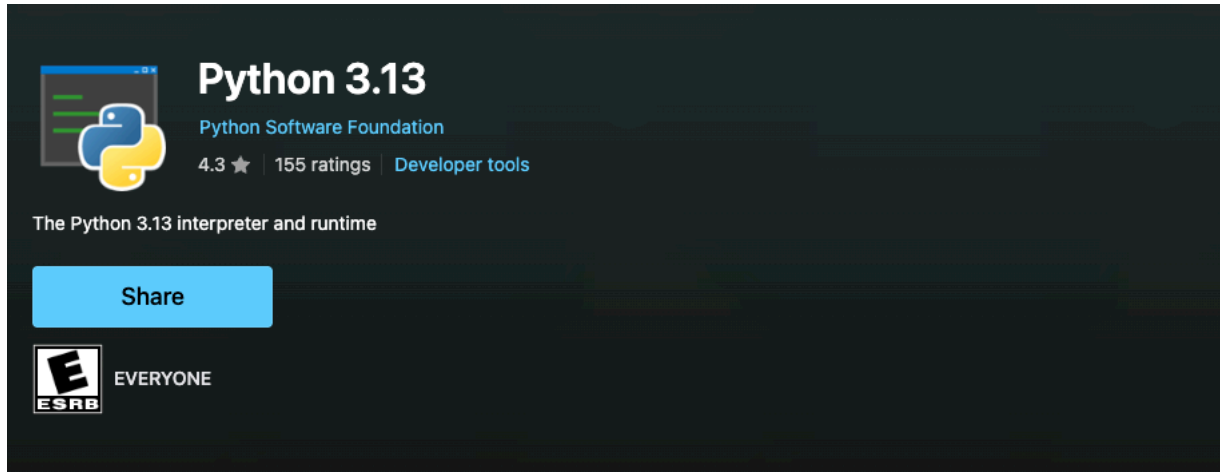 Python 3.13
Python Software Foundation
4.3 ★ 155 ratings Developer tools
The Python 3.13 interpreter and runtime
Share
E
ESRB
EVERYONE